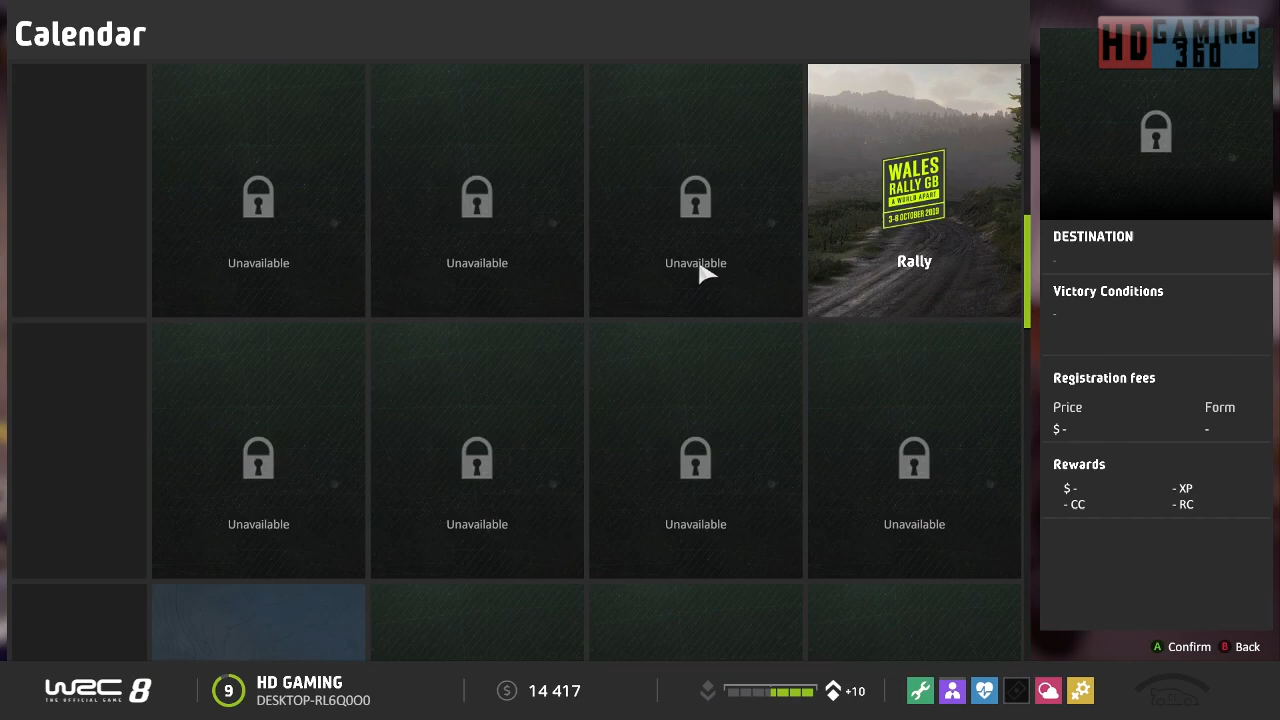 Calendar
HD GAMING
360
Unavailable
Unavailable
Unavailable
WALES
RALLY GB
A WORLD APART
3-6 OCTOBER 2019
Rally
Unavailable
Unavailable
Unavailable
Unavailable
DESTINATION
-
Victory Conditions
-
Registration fees
Price Form
$ - -
Rewards
$ - - XP
- CC - RC
A Confirm B Back
WRC 8
THE OFFICIAL GAME
9
HD GAMING
DESKTOP-RL6Q0O0
$ 14 417
+10